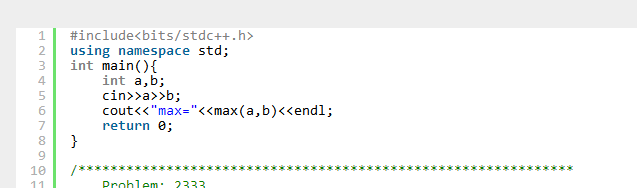 1 #include<bits/stdc++.h>
2 using namespace std;
3 int main(){
4     int a,b;
5     cin>>a>>b;
6     cout<<"max="<<max(a,b)<<endl;
7     return 0;
8 }
9
10 /**************************************************************
11     Problem: 2333